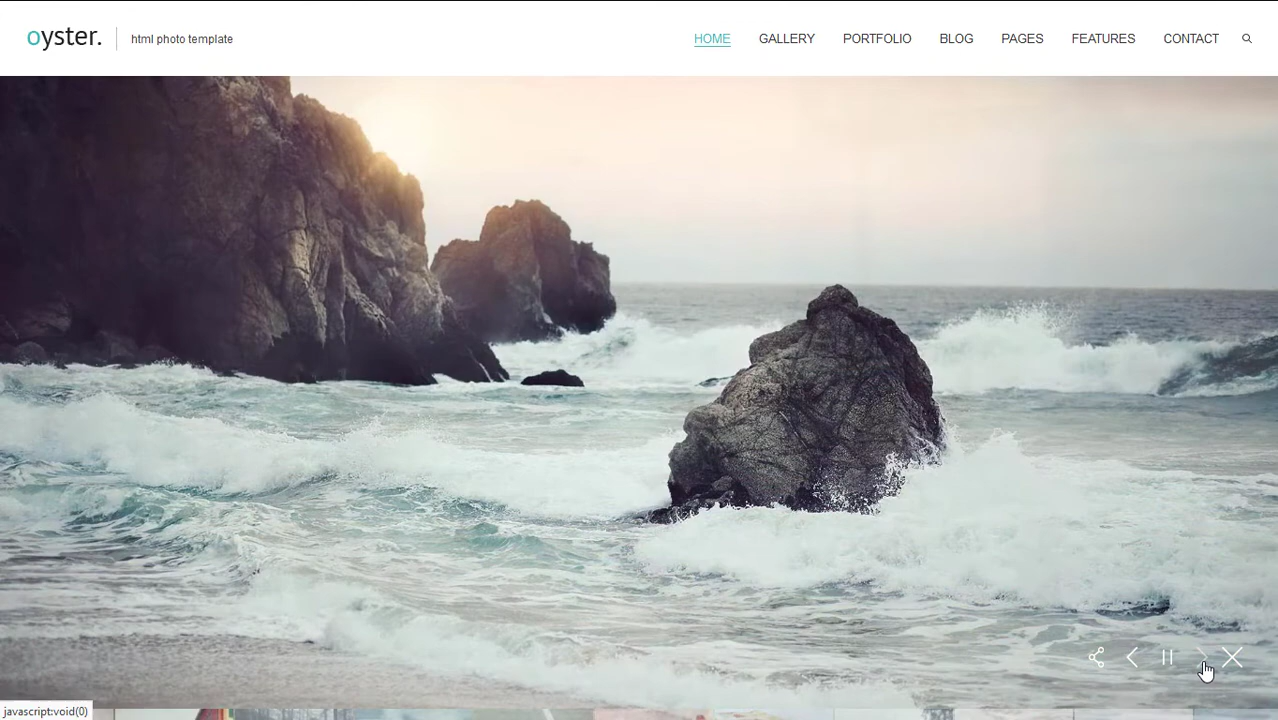 oyster.
html photo template
HOME
GALLERY
PORTFOLIO
BLOG
PAGES
FEATURES
CONTACT
javascript:void(0)